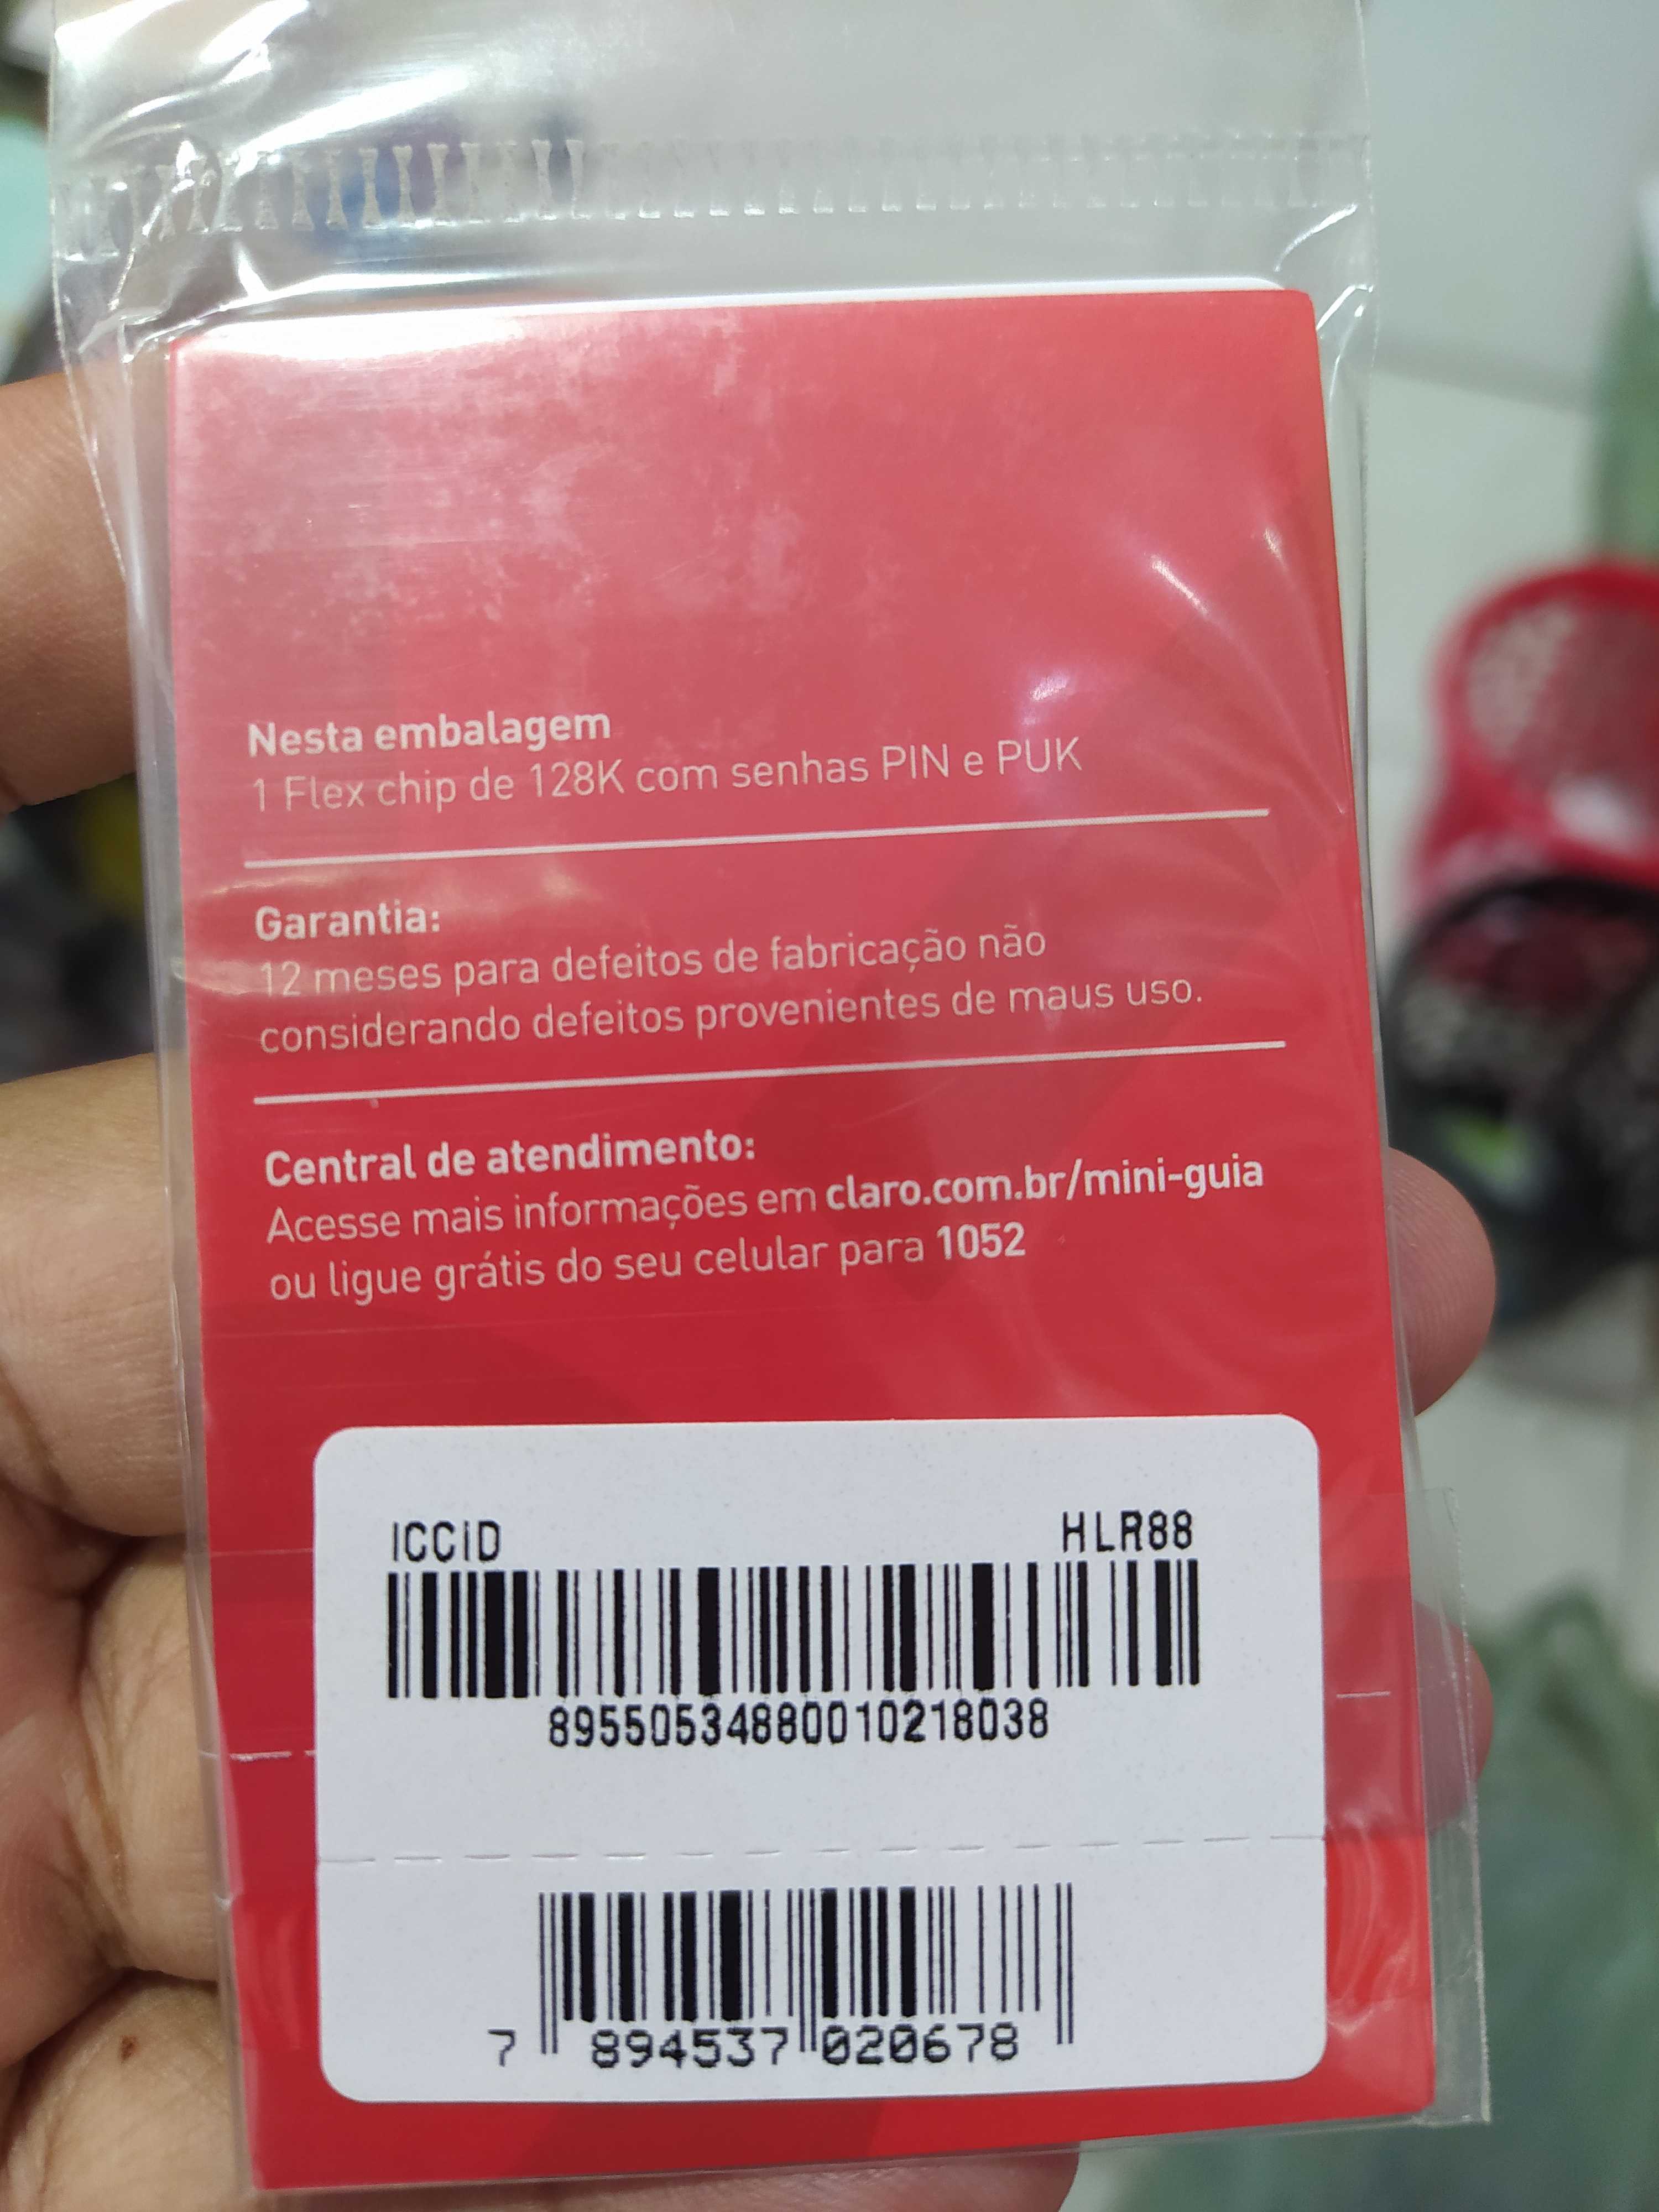 Nesta embalagem
1 Flex chip de 128K com senhas PIN e PUK
Garantia:
12 meses para defeitos de fabricação não
considerando defeitos provenientes de maus uso.
Central de atendimento:
Acesse mais informações em claro.com.br/mini-guia
ou ligue grátis do seu celular para 1052
ICCID HLR88
89550534880010218038
7 894537 020678